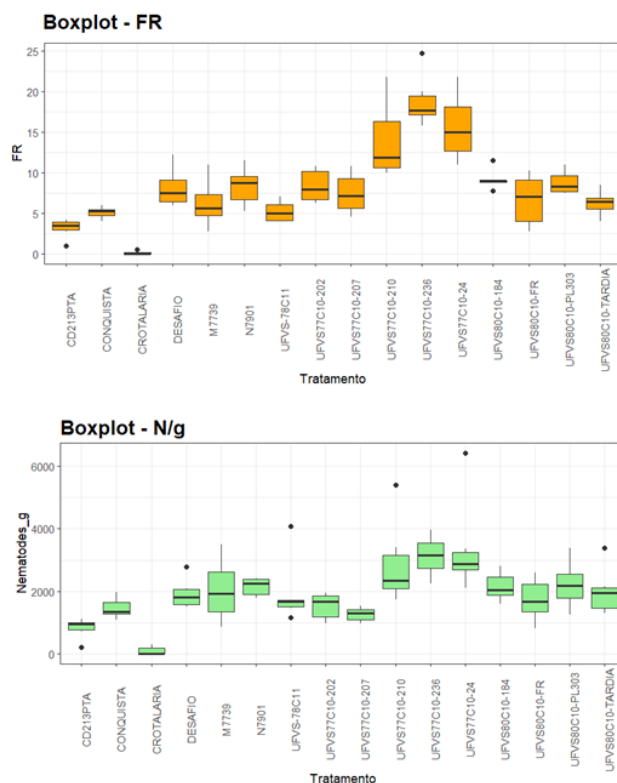 Boxplot - FR
25
20
15
10
5
0
FR
CD213PTA
CONQUISTA
CROTALARIA
DESAFIO
M7739
N7901
UFVS-78C11
UFVS77C10-202
UFVS77C10-207
UFVS77C10-210
UFVS77C10-236
UFVS77C10-24
UFVS80C10-184
UFVS80C10-FR
UFVS80C10-PL303
UFVS80C10-TARDIA
Tratamento
Boxplot - N/g
6000
4000
2000
0
Nematodes_g
CD213PTA
CONQUISTA
CROTALARIA
DESAFIO
M7739
N7901
UFVS-78C11
UFVS77C10-202
UFVS77C10-207
UFVS77C10-210
UFVS77C10-236
UFVS77C10-24
UFVS80C10-184
UFVS80C10-FR
UFVS80C10-PL303
UFVS80C10-TARDIA
Tratamento